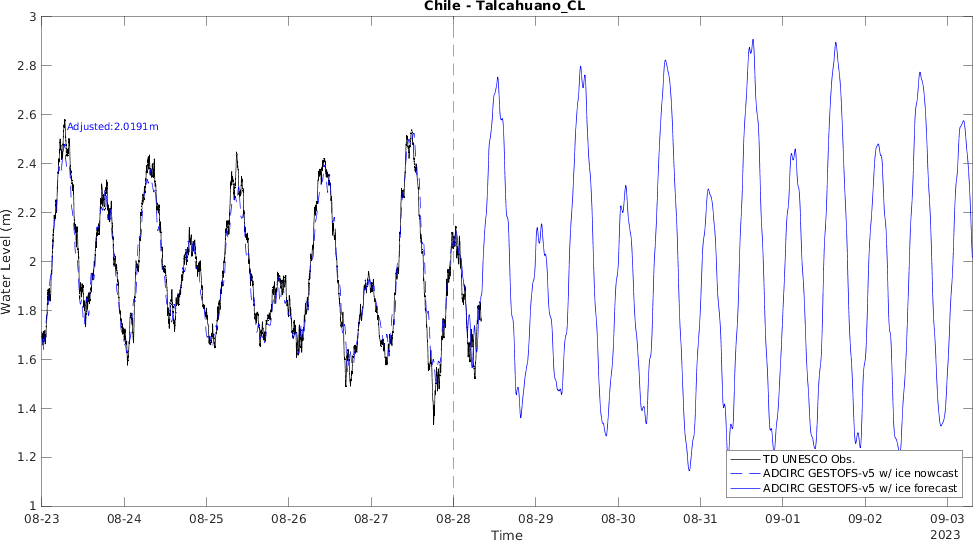 Chile - Talcahuano_CL
3
2.8
2.6
2.4
2.2
2
1.8
1.6
1.4
1.2
1
Water Level (m)
Adjusted:2.0191m
TD UNESCO Obs.
ADCIRC GESTOFS-v5 w/ ice nowcast
ADCIRC GESTOFS-v5 w/ ice forecast
08-23 08-24 08-25 08-26 08-27 08-28 08-29 08-30 08-31 09-01 09-02 09-03
2023
Time